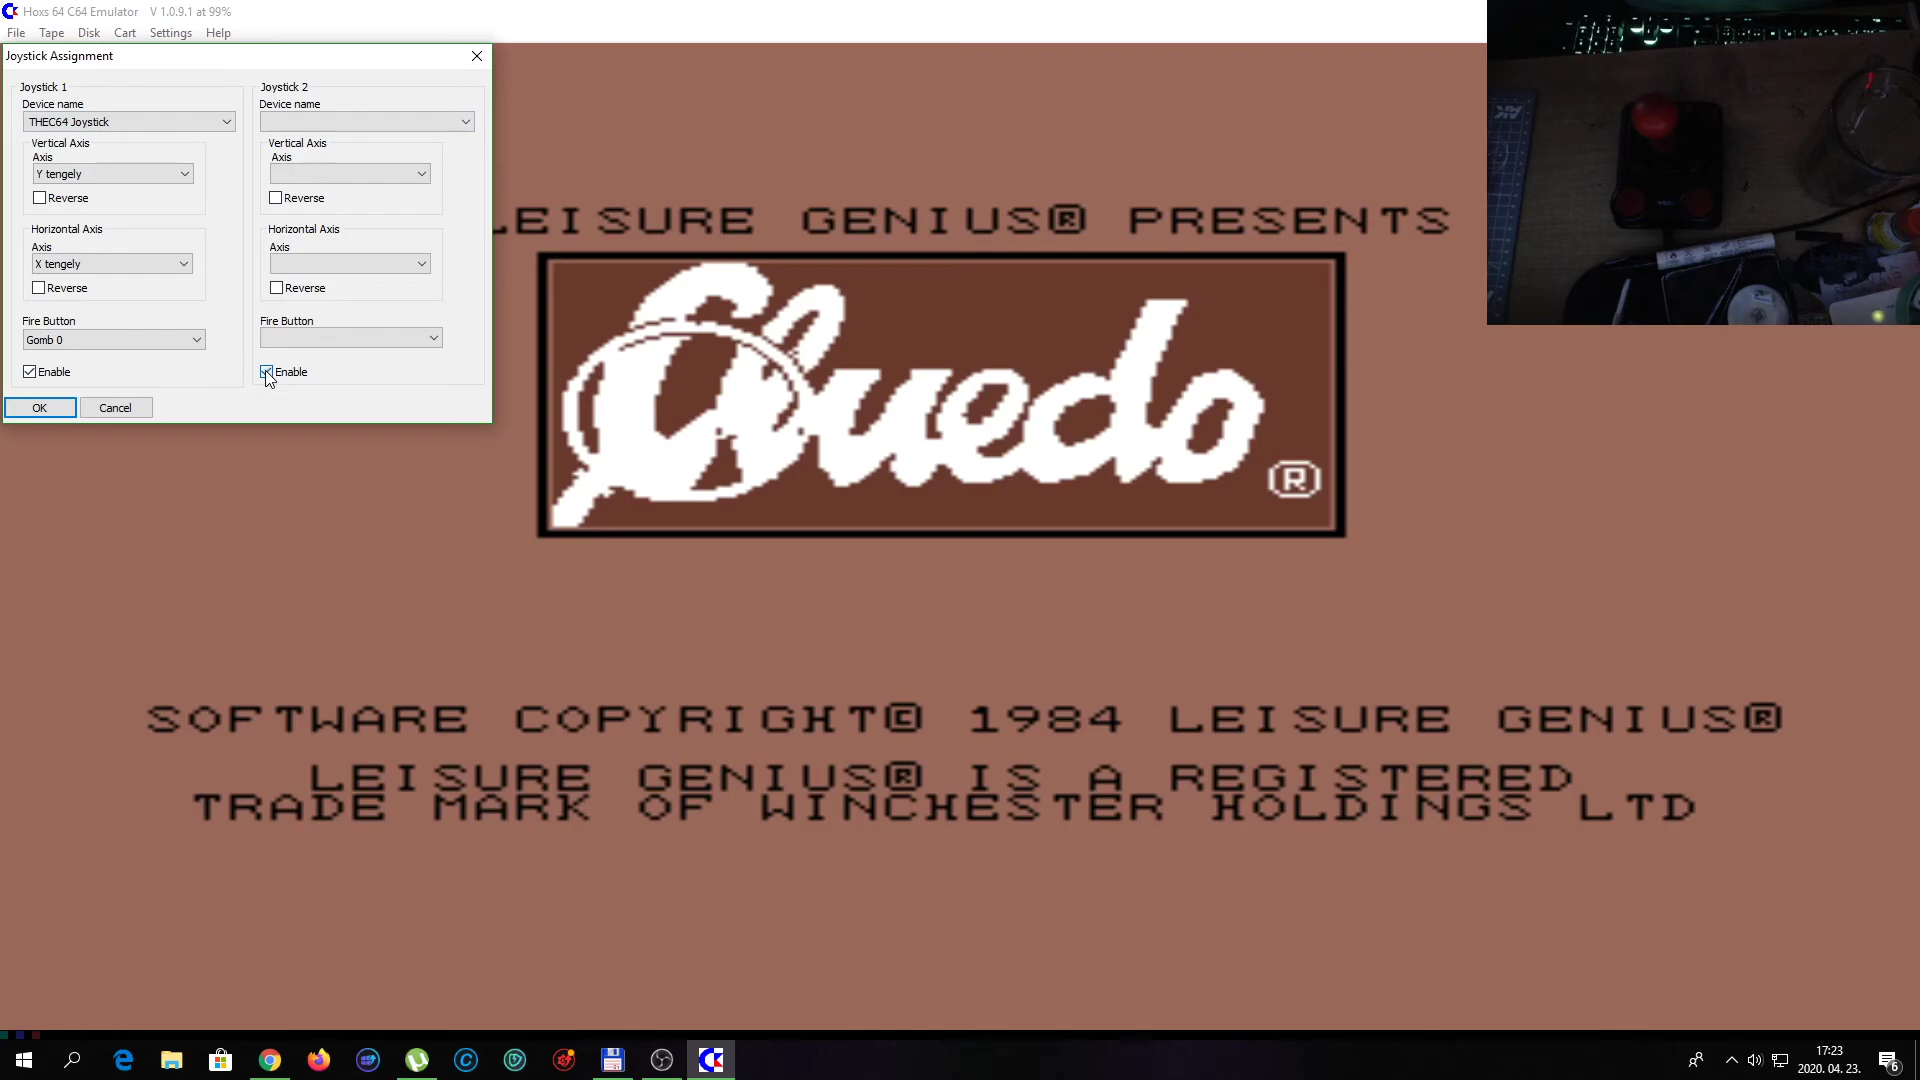 Hoxs 64 C64 Emulator V 1.0.9.1 at 99%
File Tape Disk Cart Settings Help
Joystick Assignment
Joystick 1
Device name
THEC64 Joystick
Vertical Axis
Axis
Y tengely
Reverse
Horizontal Axis
Axis
X tengely
Reverse
Fire Button
Gomb 0
Enable
Joystick 2
Device name
Vertical Axis
Axis
Reverse
Horizontal Axis
Axis
Reverse
Fire Button
Enable
OK Cancel
LEISURE GENIUS® PRESENTS
Cluedo ®
SOFTWARE COPYRIGHT© 1984 LEISURE GENIUS®
LEISURE GENIUS® IS A REGISTERED
TRADE MARK OF WINCHESTER HOLDINGS LTD
17:23
2020. 04. 23.
6